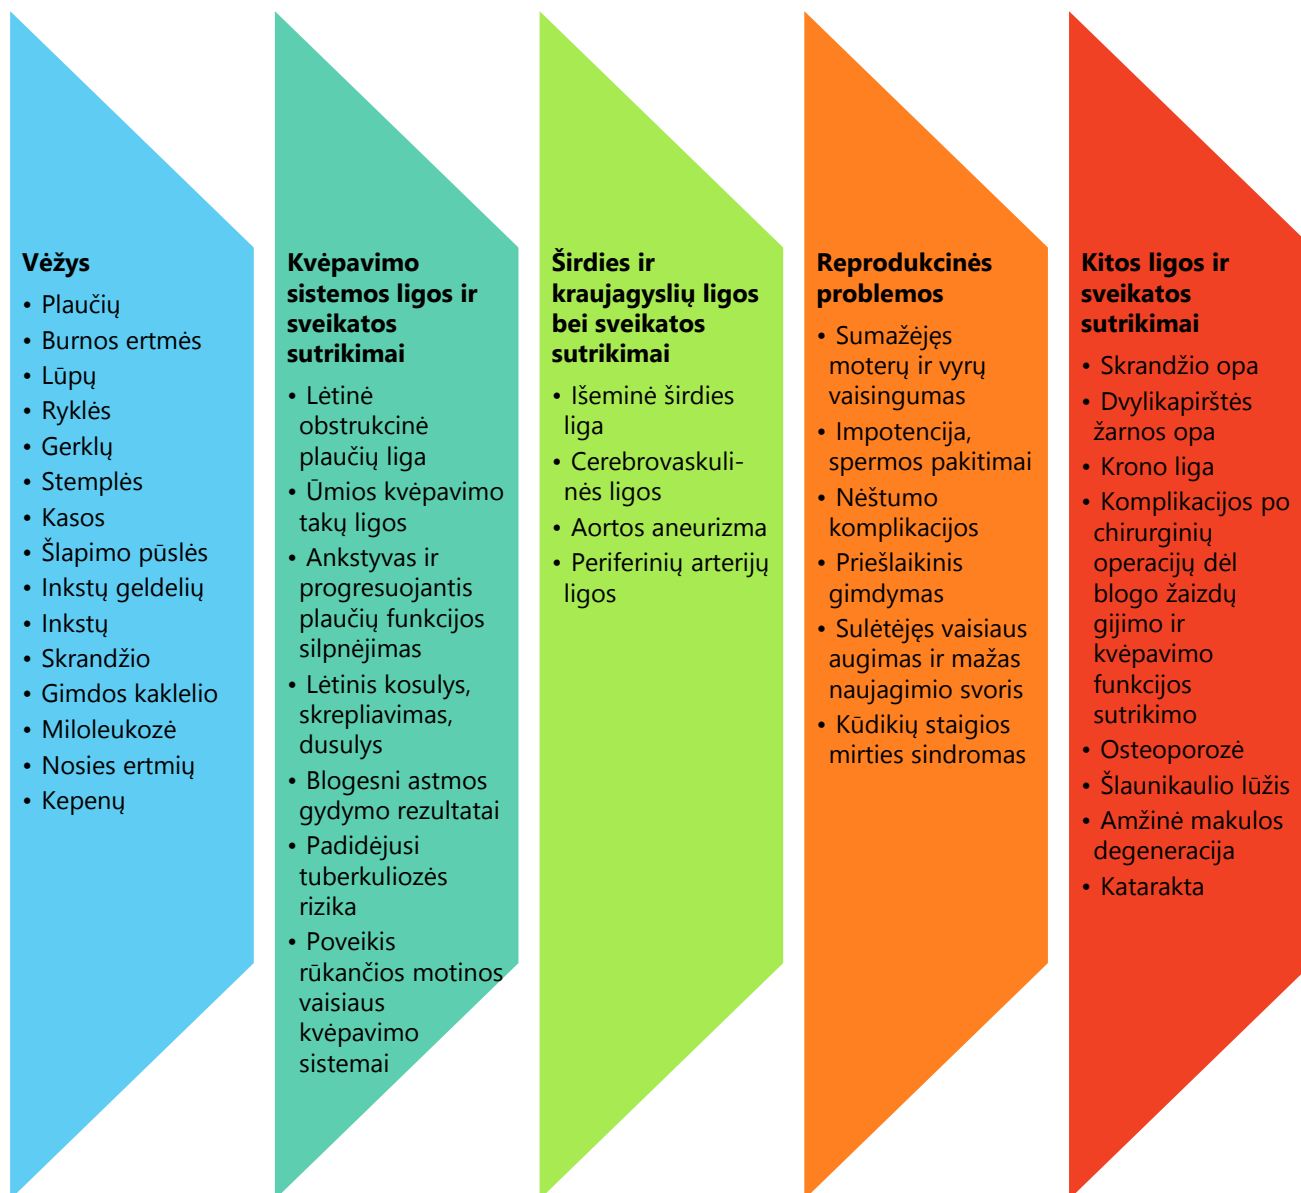 Vėžys
• Plaučių
• Burnos ertmės
• Lūpų
• Ryklės
• Gerklų
• Stemplės
• Kasos
• Šlapimo pūslės
• Inkstų geldelių
• Inkstų
• Skrandžio
• Gimdos kaklelio
• Miloleukozė
• Nosies ertmių
• Kepenų
Kvėpavimo
sistemos ligos ir
sveikatos
sutrikimai
• Lėtinė
obstrukcinė
plaučių liga
• Ūmios kvėpavimo
takų ligos
• Ankstyvas ir
progresuojantis
plaučių funkcijos
silpnėjimas
• Lėtinis kosulys,
skrepliavimas,
dusulys
• Blogesni astmos
gydymo rezultatai
• Padidėjusi
tuberkuliozės
rizika
• Poveikis
rūkančios motinos
vaisiaus
kvėpavimo
sistemai
Širdies ir
kraujagyslių ligos
bei sveikatos
sutrikimai
• Išeminė širdies
liga
• Cerebrovaskuli-
nės ligos
• Aortos aneurizma
• Periferinių arterijų
ligos
Reprodukcinės
problemos
• Sumažėjęs
moterų ir vyrų
vaisingumas
• Impotencija,
spermos pakitimai
• Nėštumo
komplikacijos
• Priešlaikinis
gimdymas
• Sulėtėjęs vaisiaus
augimas ir mažas
naujagimio svoris
• Kūdikių staigios
mirties sindromas
Kitos ligos ir
sveikatos
sutrikimai
• Skrandžio opa
• Dvylikapirštės
žarnos opa
• Krono liga
• Komplikacijos po
chirurginių
operacijų dėl
blogo žaizdų
gijimo ir
kvėpavimo
funkcijos
sutrikimo
• Osteoporozė
• Šlaunikaulio lūžis
• Amžinė makulos
degeneracija
• Katarakta